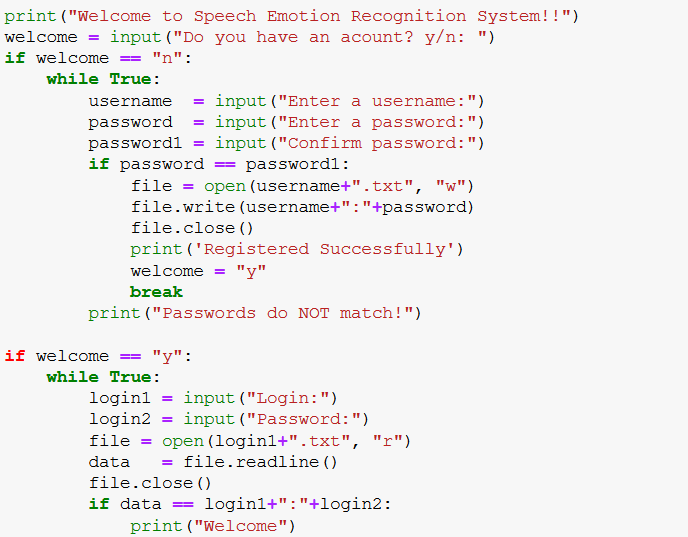 print("Welcome to Speech Emotion Recognition System!!")
welcome = input("Do you have an acount? y/n: ")
if welcome == "n":
    while True:
        username  = input("Enter a username:")
        password  = input("Enter a password:")
        password1 = input("Confirm password:")
        if password == password1:
            file = open(username+".txt", "w")
            file.write(username+":"+password)
            file.close()
            print('Registered Successfully')
            welcome = "y"
            break
        print("Passwords do NOT match!")

if welcome == "y":
    while True:
        login1 = input("Login:")
        login2 = input("Password:")
        file = open(login1+".txt", "r")
        data   = file.readline()
        file.close()
        if data == login1+":"+login2:
            print("Welcome")